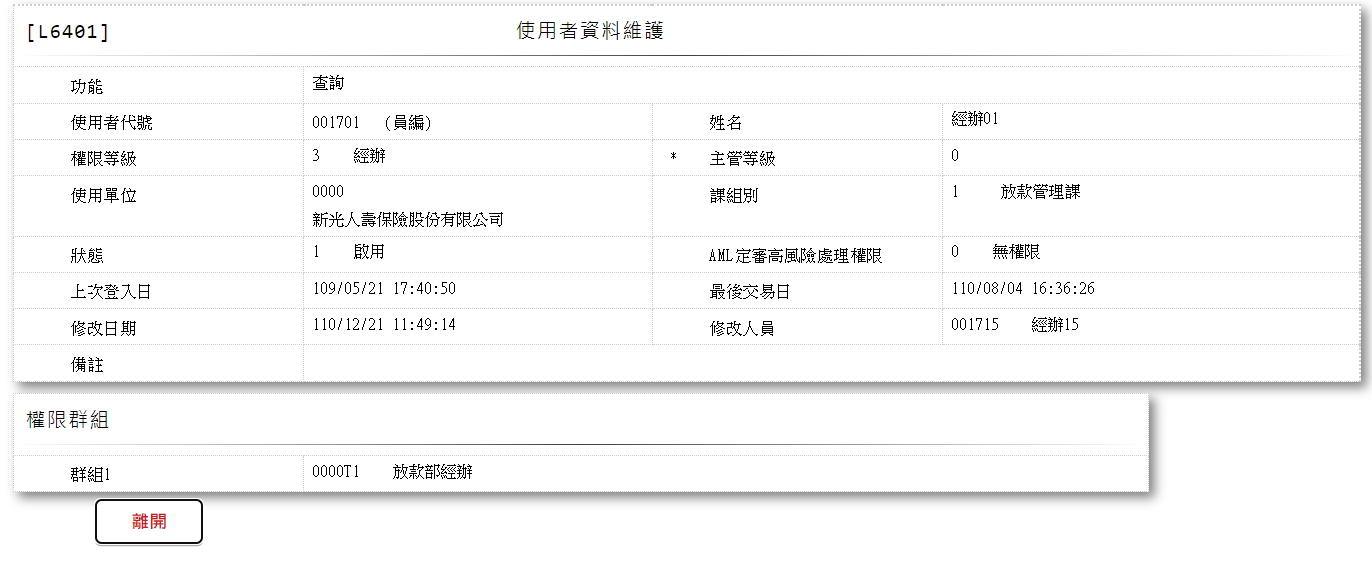 [L6401] 使用者資料維護
功能 查詢
使用者代號 001701 (員編) 姓名 經辦01
權限等級 3 經辦 * 主管等級 0
使用單位 0000 課組別 1 放款管理課
新光人壽保險股份有限公司
狀態 1 啟用 AML定審高風險處理權限 0 無權限
上次登入日 109/05/21 17:40:50 最後交易日 110/08/04 16:36:26
修改日期 110/12/21 11:49:14 修改人員 001715 經辦15
備註
權限群組
群組1 0000T1 放款部經辦
離開